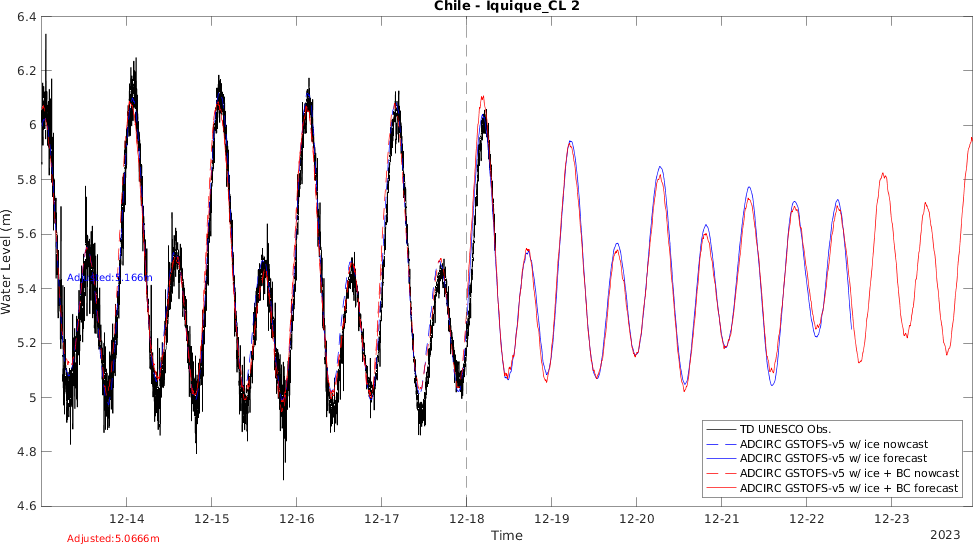 Chile - Iquique_CL 2
6.4
6.2
6
5.8
5.6
5.4
5.2
5
4.8
4.6
Water Level (m)
Adjusted:5.166m
TD UNESCO Obs.
ADCIRC GSTOFS-v5 w/ ice nowcast
ADCIRC GSTOFS-v5 w/ ice forecast
ADCIRC GSTOFS-v5 w/ ice + BC nowcast
ADCIRC GSTOFS-v5 w/ ice + BC forecast
12-14 12-15 12-16 12-17 12-18 12-19 12-20 12-21 12-22 12-23
Time
2023
Adjusted:5.0666m